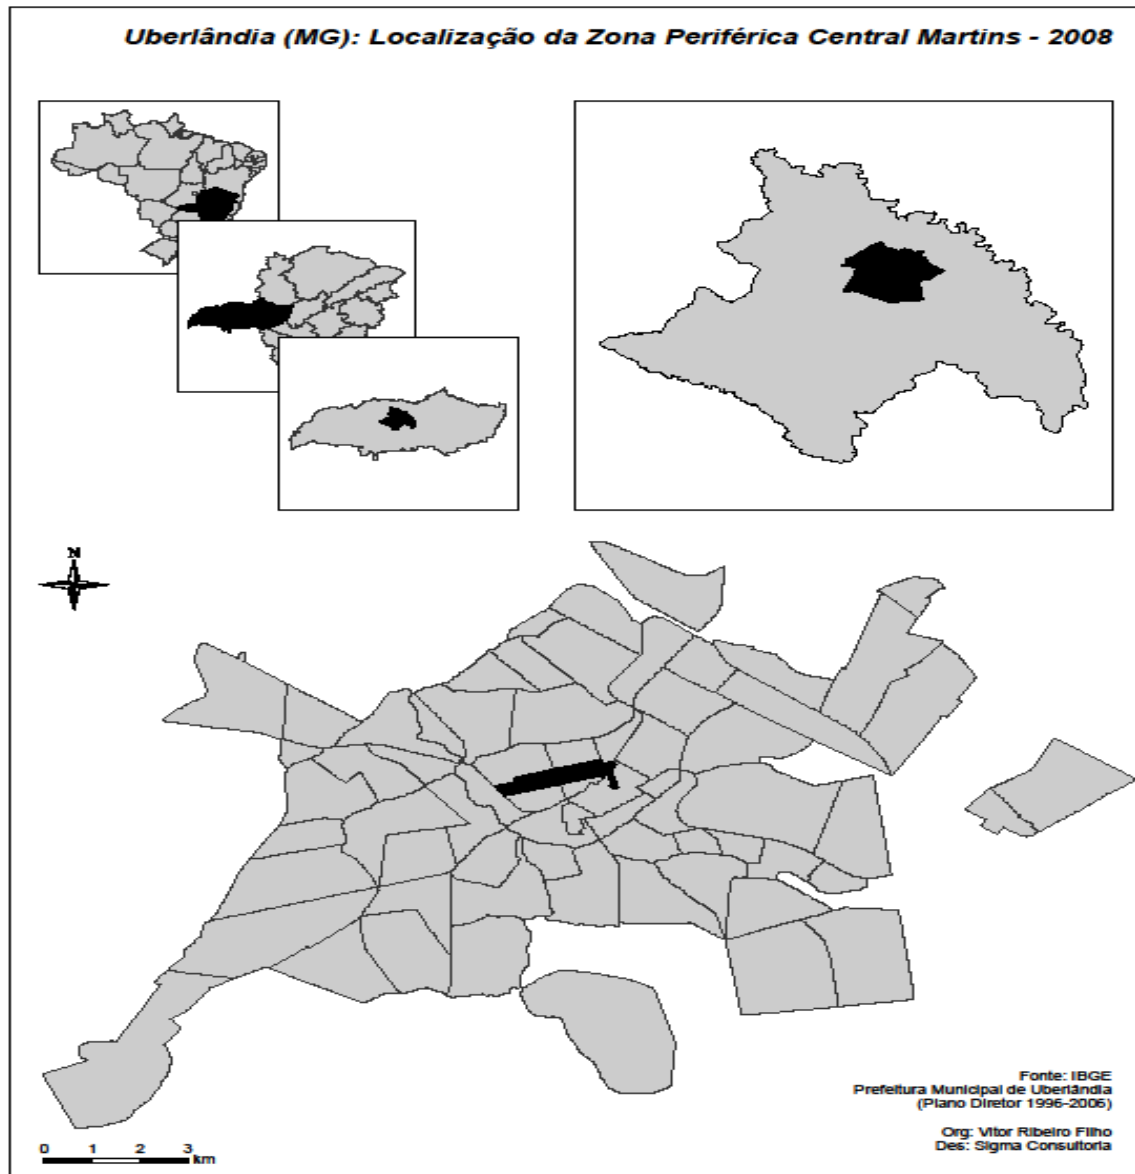 Uberlândia (MG): Localização da Zona Periférica Central Martins - 2008
N
Fonte: IBGE
Prefeitura Municipal de Uberlândia
(Plano Diretor 1996-2006)
Org: Vitor Ribeiro Filho
Des: Sigma Consultoria
0 1 2 3
km